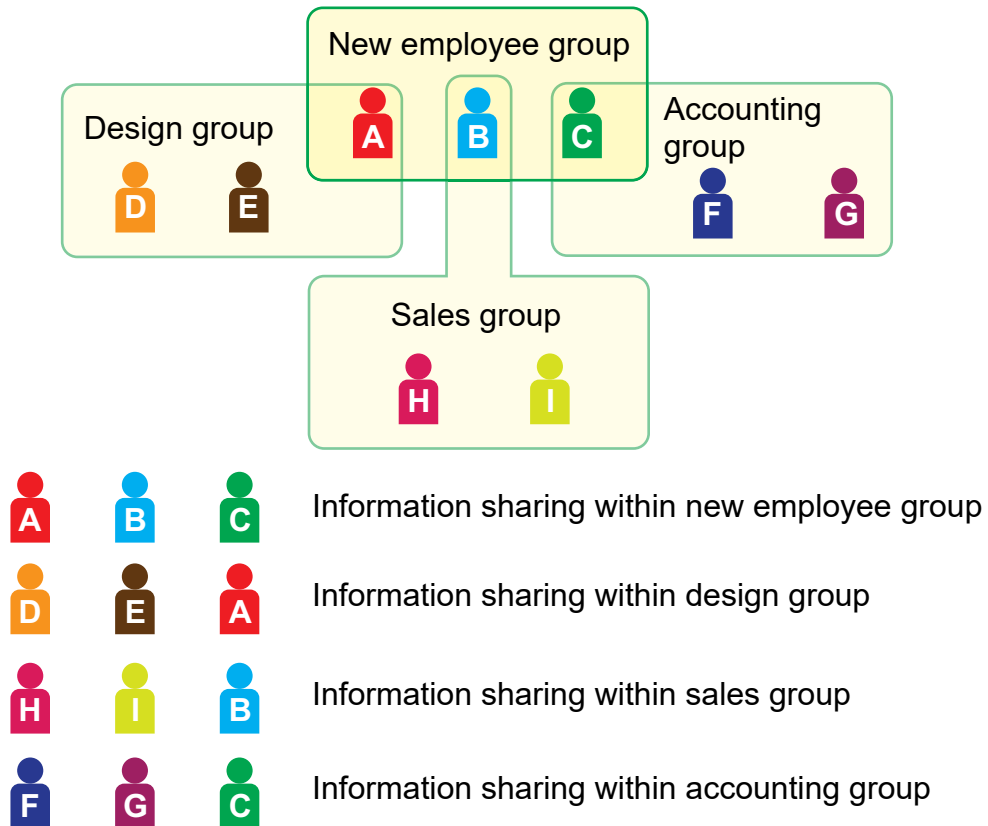 New employee group
Design group
A
B
C
Accounting
group
D
E
F
G
Sales group
H
I
A B C Information sharing within new employee group
D E A Information sharing within design group
H I B Information sharing within sales group
F G C Information sharing within accounting group